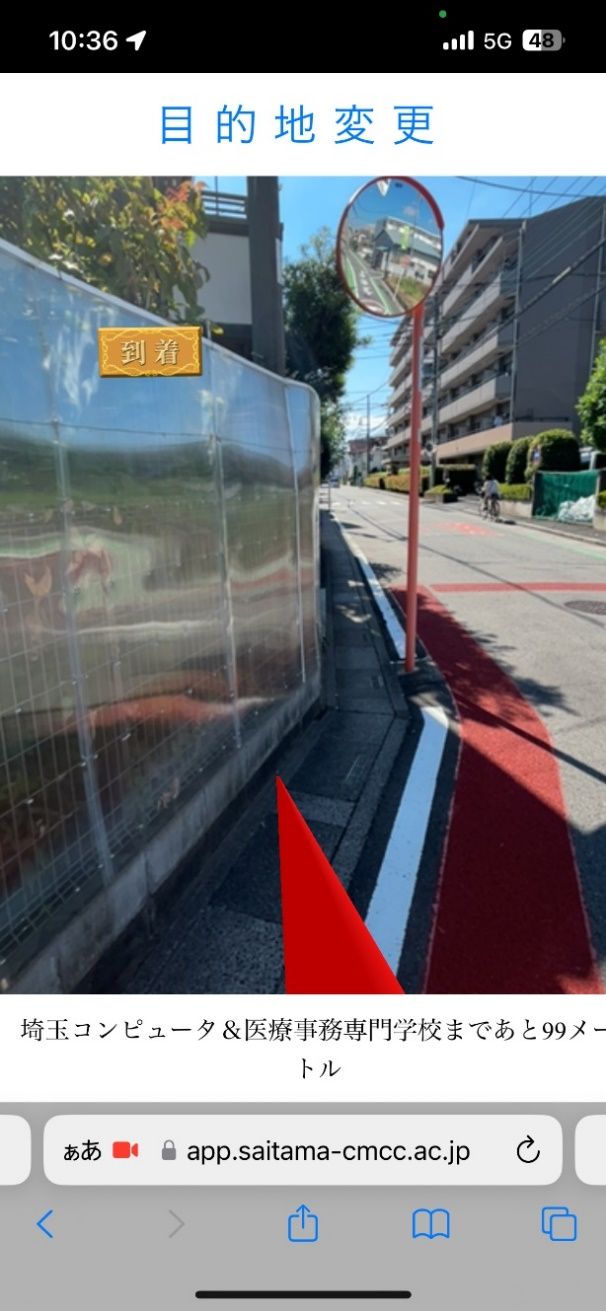 10:36
5G 48
目的地変更
到着
埼玉コンピュータ＆医療事務専門学校まであと99メー
トル
ぁあ app.saitama-cmcc.ac.jp